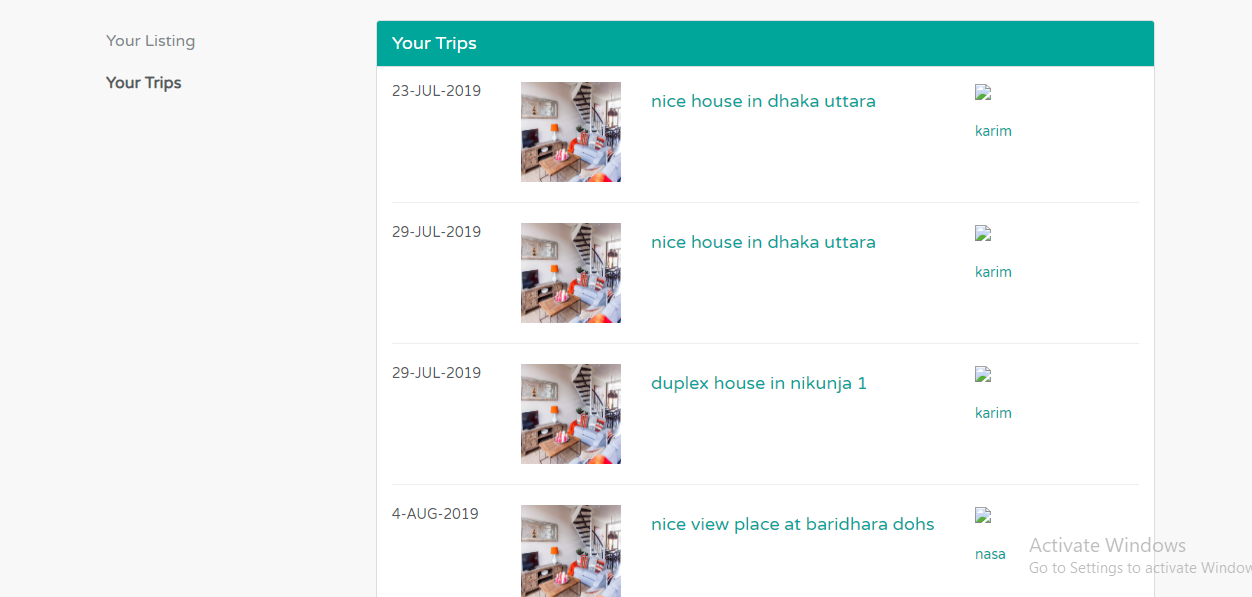 Your Listing
Your Trips
Your Trips
23-JUL-2019
nice house in dhaka uttara
karim
29-JUL-2019
nice house in dhaka uttara
karim
29-JUL-2019
duplex house in nikunja 1
karim
4-AUG-2019
nice view place at baridhara dohs
nasa
Activate Windows
Go to Settings to activate Window